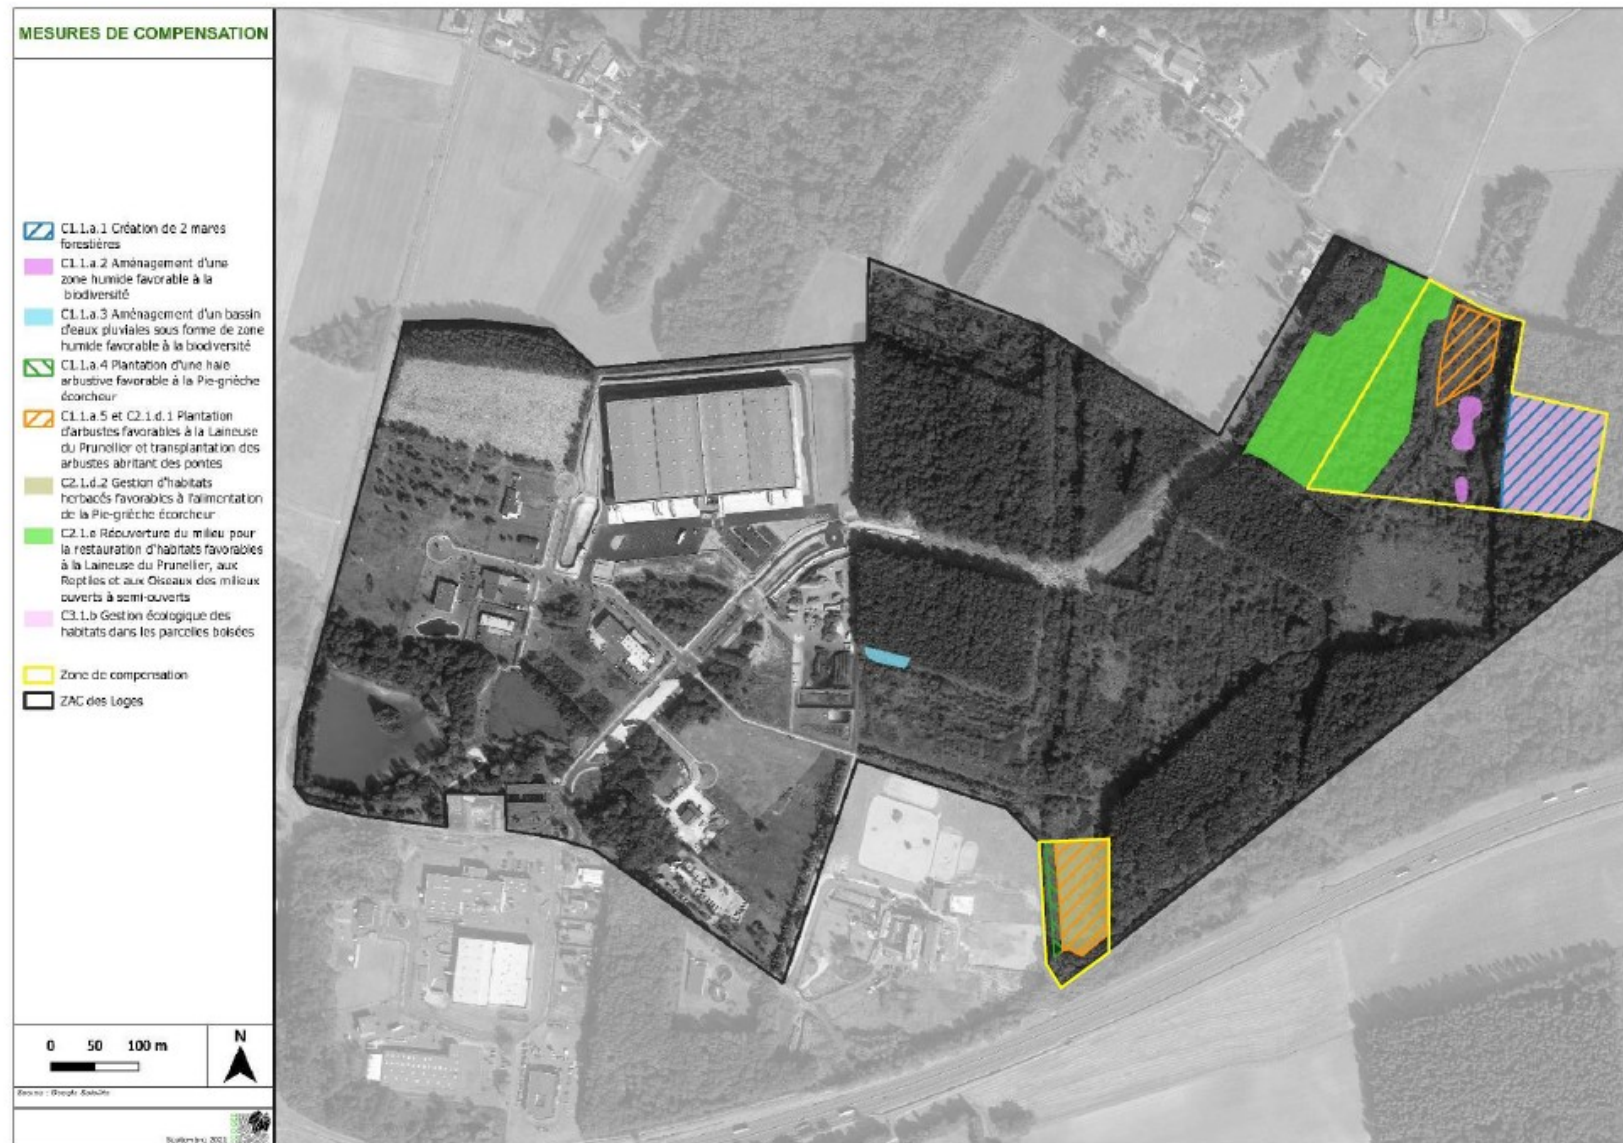 MESURES DE COMPENSATION
C1.1.a.1 Création de 2 mares
forestières
C1.1.a.2 Aménagement d'une
zone humide favorable à la
biodiversité
C1.1.a.3 Aménagement d'un bassin
d'eaux pluviales sous forme de zone
humide favorable à la biodiversité
C1.1.a.4 Plantation d'une haie
arbustive favorable à la Pie-grièche
écorcheur
C1.1.a.5 et C2.1.d.1 Plantation
d'arbustes favorables à la Laineuse
du Prunellier et transplantation des
arbustes abritant des pontes
C2.1.d.2 Gestion d'habitats
herbacés favorables à l'alimentation
de la Pie-grièche écorcheur
C2.1.e Réouverture du milieu pour
la restauration d'habitats favorables
à la Laineuse du Prunellier, aux
Reptiles et aux Oiseaux des milieux
ouverts à semi-ouverts
C3.1.b Gestion écologique des
habitats dans les parcelles boisées
Zone de compensation
ZAC des Loges
0 50 100 m
N
Source : Google Satellite
Septembre 2021